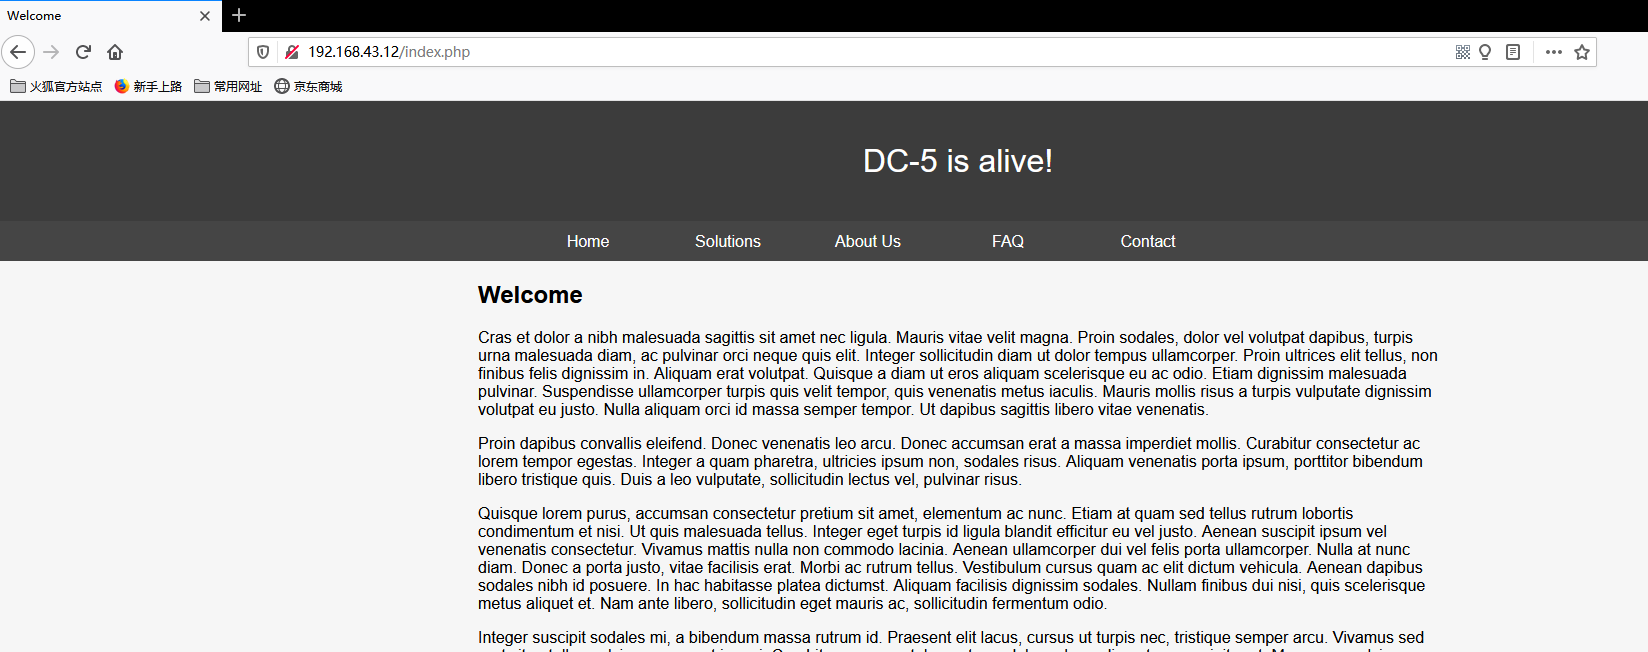 Welcome
192.168.43.12/index.php
火狐官方站点 新手上路 常用网址 京东商城
DC-5 is alive!
Home Solutions About Us FAQ Contact
Welcome
Cras et dolor a nibh malesuada sagittis sit amet nec ligula. Mauris vitae velit magna. Proin sodales, dolor vel volutpat dapibus, turpis
urna malesuada diam, ac pulvinar orci neque quis elit. Integer sollicitudin diam ut dolor tempus ullamcorper. Proin ultrices elit tellus, non
finibus felis dignissim in. Aliquam erat volutpat. Quisque a diam ut eros aliquam scelerisque eu ac odio. Etiam dignissim malesuada
pulvinar. Suspendisse ullamcorper turpis quis velit tempor, quis venenatis metus iaculis. Mauris mollis risus a turpis vulputate dignissim
volutpat eu justo. Nulla aliquam orci id massa semper tempor. Ut dapibus sagittis libero vitae venenatis.
Proin dapibus convallis eleifend. Donec venenatis leo arcu. Donec accumsan erat a massa imperdiet mollis. Curabitur consectetur ac
lorem tempor egestas. Integer a quam pharetra, ultricies ipsum non, sodales risus. Aliquam venenatis porta ipsum, porttitor bibendum
libero tristique quis. Duis a leo vulputate, sollicitudin lectus vel, pulvinar risus.
Quisque lorem purus, accumsan consectetur pretium sit amet, elementum ac nunc. Etiam at quam sed tellus rutrum lobortis
condimentum et nisi. Ut quis malesuada tellus. Integer eget turpis id ligula blandit efficitur eu vel justo. Aenean suscipit ipsum vel
venenatis consectetur. Vivamus mattis nulla non commodo lacinia. Aenean ullamcorper dui vel felis porta ullamcorper. Nulla at nunc
diam. Donec a porta justo, vitae facilisis erat. Morbi ac rutrum tellus. Vestibulum cursus quam ac elit dictum vehicula. Aenean dapibus
sodales nibh id posuere. In hac habitasse platea dictumst. Aliquam facilisis dignissim sodales. Nullam finibus dui nisi, quis scelerisque
metus aliquet et. Nam ante libero, sollicitudin eget mauris ac, sollicitudin fermentum odio.
Integer suscipit sodales mi, a bibendum massa rutrum id. Praesent elit lacus, cursus ut turpis nec, tristique semper arcu. Vivamus sed